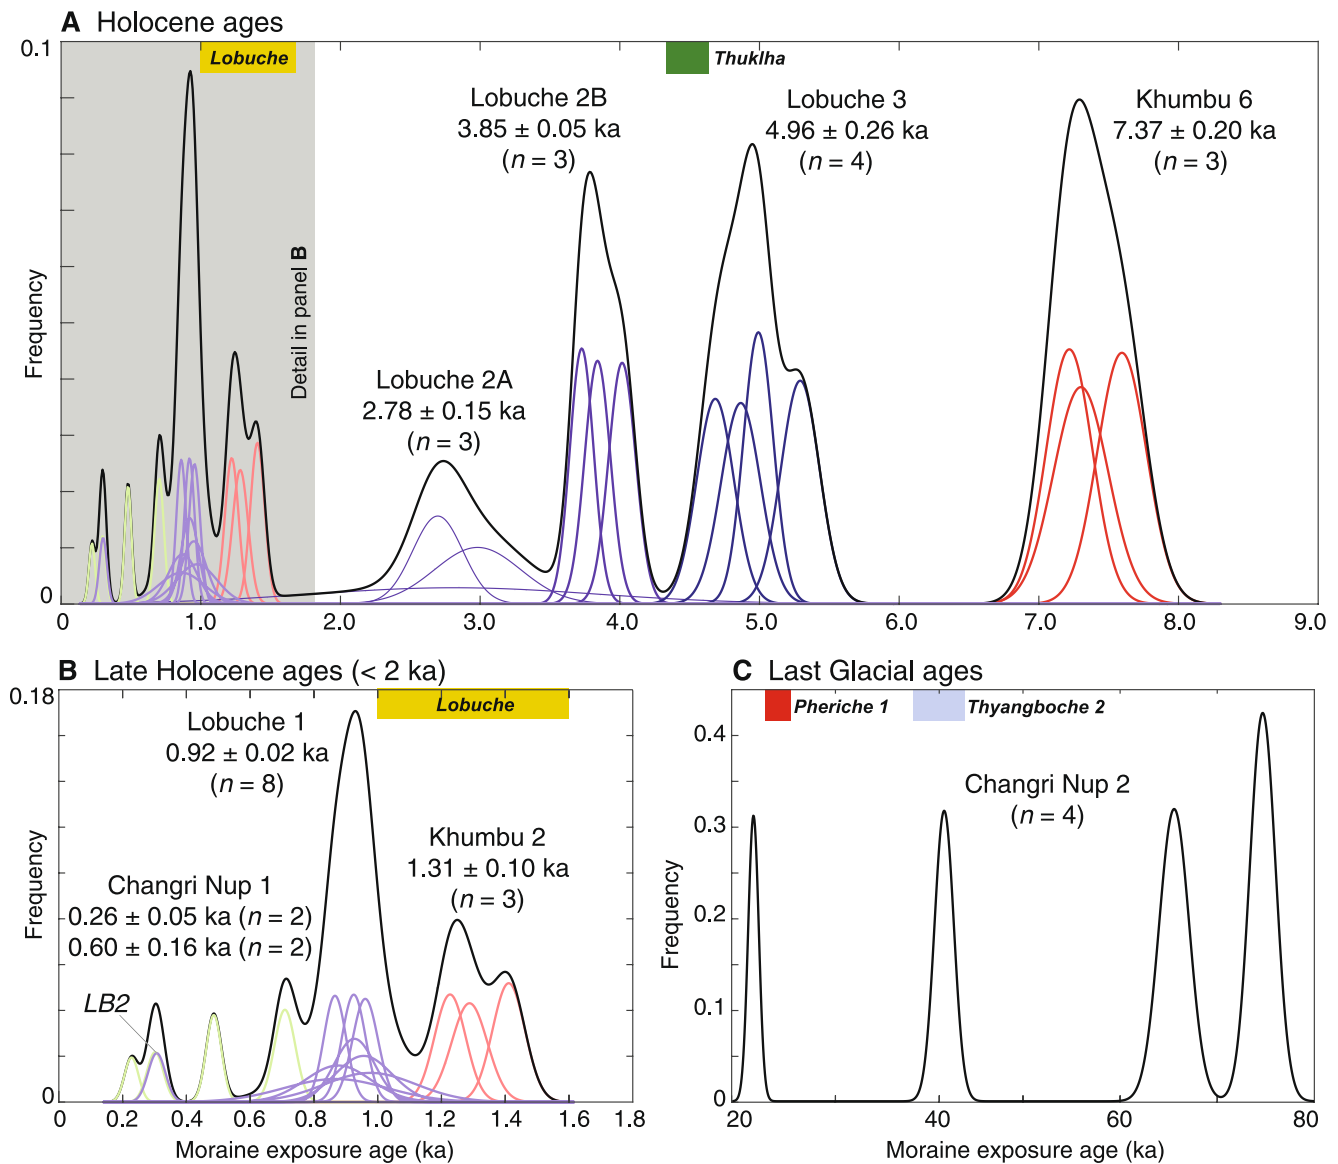 A Holocene ages
0.1
Lobuche
Thuklha
Lobuche 2B
3.85 ± 0.05 ka
(n = 3)
Lobuche 3
4.96 ± 0.26 ka
(n = 4)
Khumbu 6
7.37 ± 0.20 ka
(n = 3)
Frequency
Detail in panel B
Lobuche 2A
2.78 ± 0.15 ka
(n = 3)
0
0 1.0 2.0 3.0 4.0 5.0 6.0 7.0 8.0 9.0
B Late Holocene ages (< 2 ka)
0.18
Lobuche
Lobuche 1
0.92 ± 0.02 ka
(n = 8)
Khumbu 2
1.31 ± 0.10 ka
(n = 3)
Changri Nup 1
0.26 ± 0.05 ka (n = 2)
0.60 ± 0.16 ka (n = 2)
LB2
Frequency
0
0 0.2 0.4 0.6 0.8 1.0 1.2 1.4 1.6 1.8
Moraine exposure age (ka)
C Last Glacial ages
Pheriche 1
Thyangboche 2
Changri Nup 2
(n = 4)
Frequency
0.4
0.3
0.2
0.1
0
20 40 60 80
Moraine exposure age (ka)